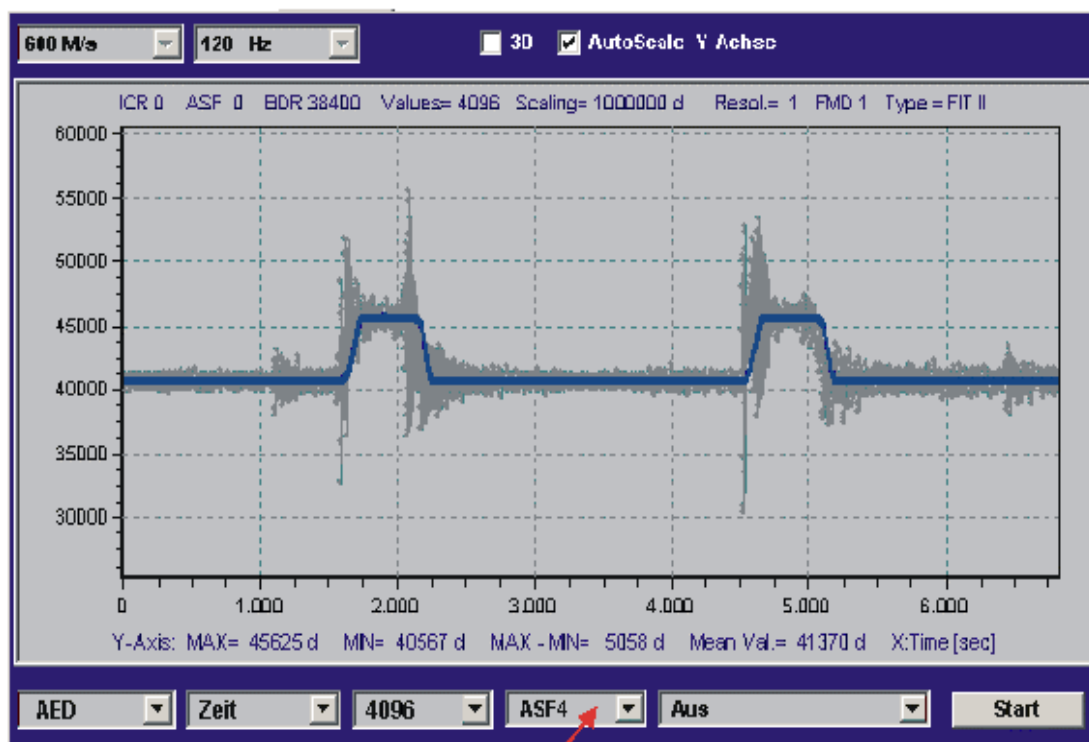 600 M/s 120 Hz 3D AutoScale Y Achse
ICR 0 ASF 0 BDR 38400 Values= 4096 Scaling= 1000000 d Resol.= 1 FMD 1 Type = FIT II
60000
55000
50000
45000
40000
35000
30000
0 1.000 2.000 3.000 4.000 5.000 6.000
Y-Axis: MAX= 45625 d MIN= 40567 d MAX - MIN= 5058 d Mean Val.= 41370 d X:Time [sec]
AED Zeit 4096 ASF4 Aus Start